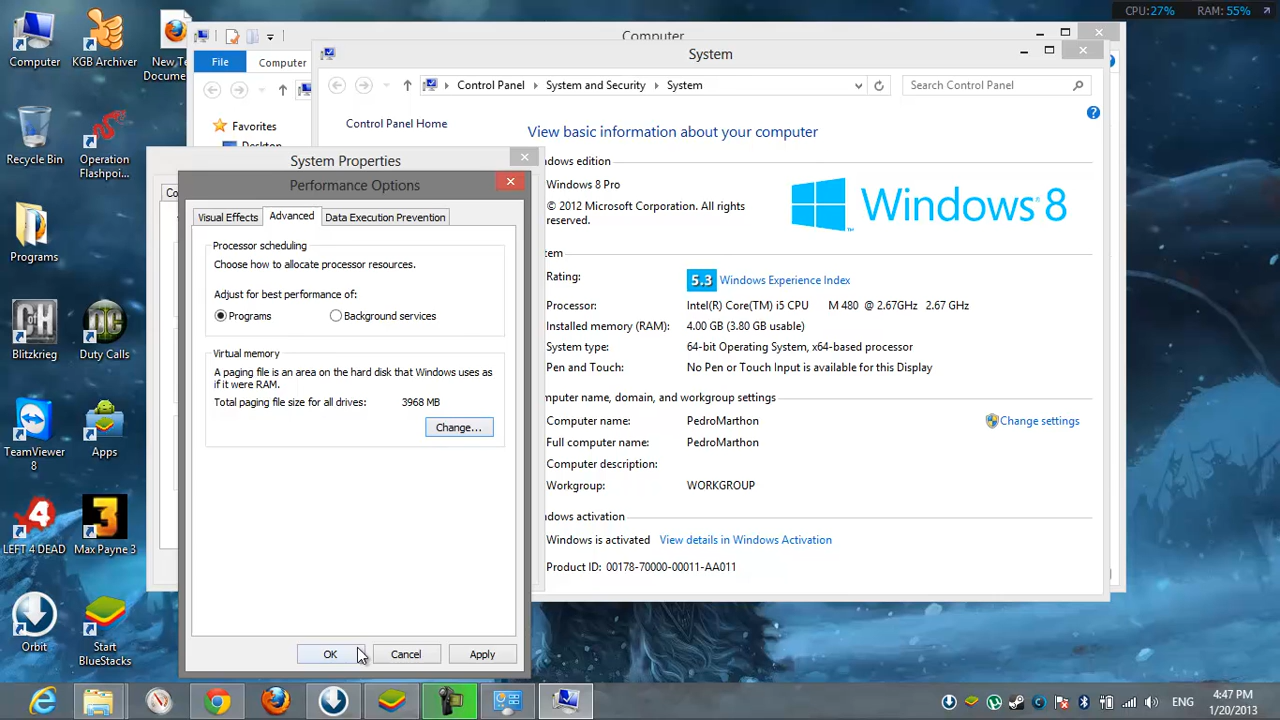 CPU:27% RAM: 55%
Computer
KGB Archiver
New Te
Docume
Recycle Bin
Operation
Flashpoi...
Programs
Blitzkrieg
Duty Calls
TeamViewer
8
Apps
LEFT 4 DEAD
Max Payne 3
Orbit
Start
BlueStacks
Computer
File
Computer
Favorites
System
Control Panel
System and Security
System
Search Control Panel
Control Panel Home
View basic information about your computer
ndows edition
Windows 8 Pro
© 2012 Microsoft Corporation. All rights
reserved.
Windows 8
tem
Rating:
5.3 Windows Experience Index
Processor: Intel(R) Core(TM) i5 CPU M 480 @ 2.67GHz 2.67 GHz
Installed memory (RAM): 4.00 GB (3.80 GB usable)
System type: 64-bit Operating System, x64-based processor
Pen and Touch: No Pen or Touch Input is available for this Display
mputer name, domain, and workgroup settings
Computer name: PedroMarthon
Change settings
Full computer name: PedroMarthon
Computer description:
Workgroup: WORKGROUP
ndows activation
Windows is activated View details in Windows Activation
Product ID: 00178-70000-00011-AA011
System Properties
Co
Performance Options
Visual Effects
Advanced
Data Execution Prevention
Processor scheduling
Choose how to allocate processor resources.
Adjust for best performance of:
Programs
Background services
Virtual memory
A paging file is an area on the hard disk that Windows uses as
if it were RAM.
Total paging file size for all drives: 3968 MB
Change...
OK
Cancel
Apply
ENG
4:47 PM
1/20/2013